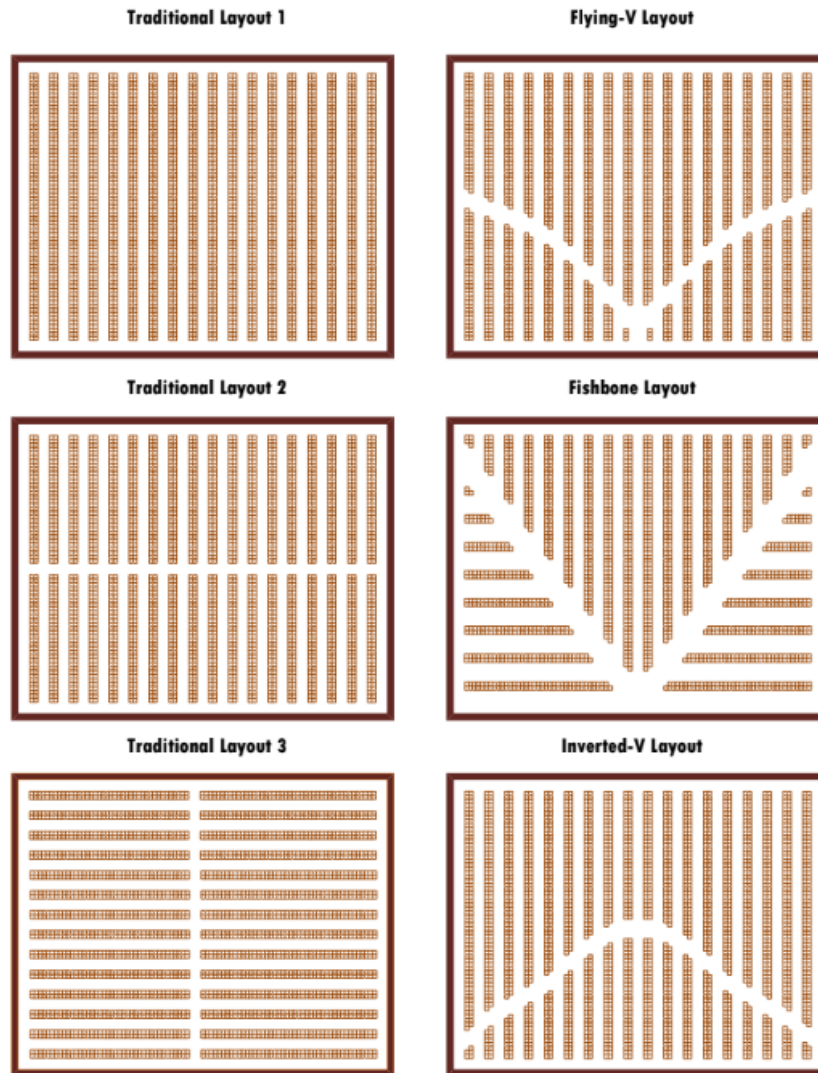 Traditional Layout 1
Flying-V Layout
Traditional Layout 2
Fishbone Layout
Traditional Layout 3
Inverted-V Layout